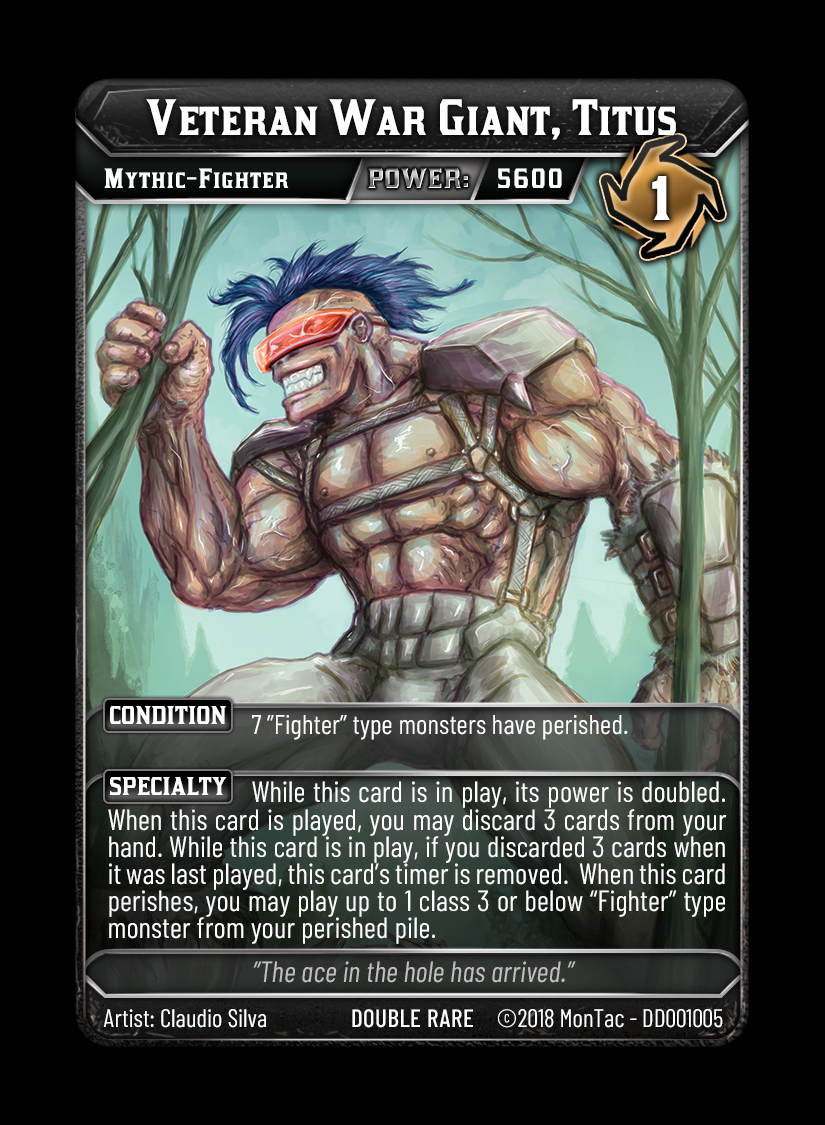 Veteran War Giant, Titus
Mythic-Fighter POWER: 5600
1
CONDITION 7 "Fighter" type monsters have perished.
SPECIALTY While this card is in play, its power is doubled.
When this card is played, you may discard 3 cards from your
hand. While this card is in play, if you discarded 3 cards when
it was last played, this card's timer is removed. When this card
perishes, you may play up to 1 class 3 or below "Fighter" type
monster from your perished pile.
"The ace in the hole has arrived."
Artist: Claudio Silva DOUBLE RARE ©2018 MonTac - DD001005